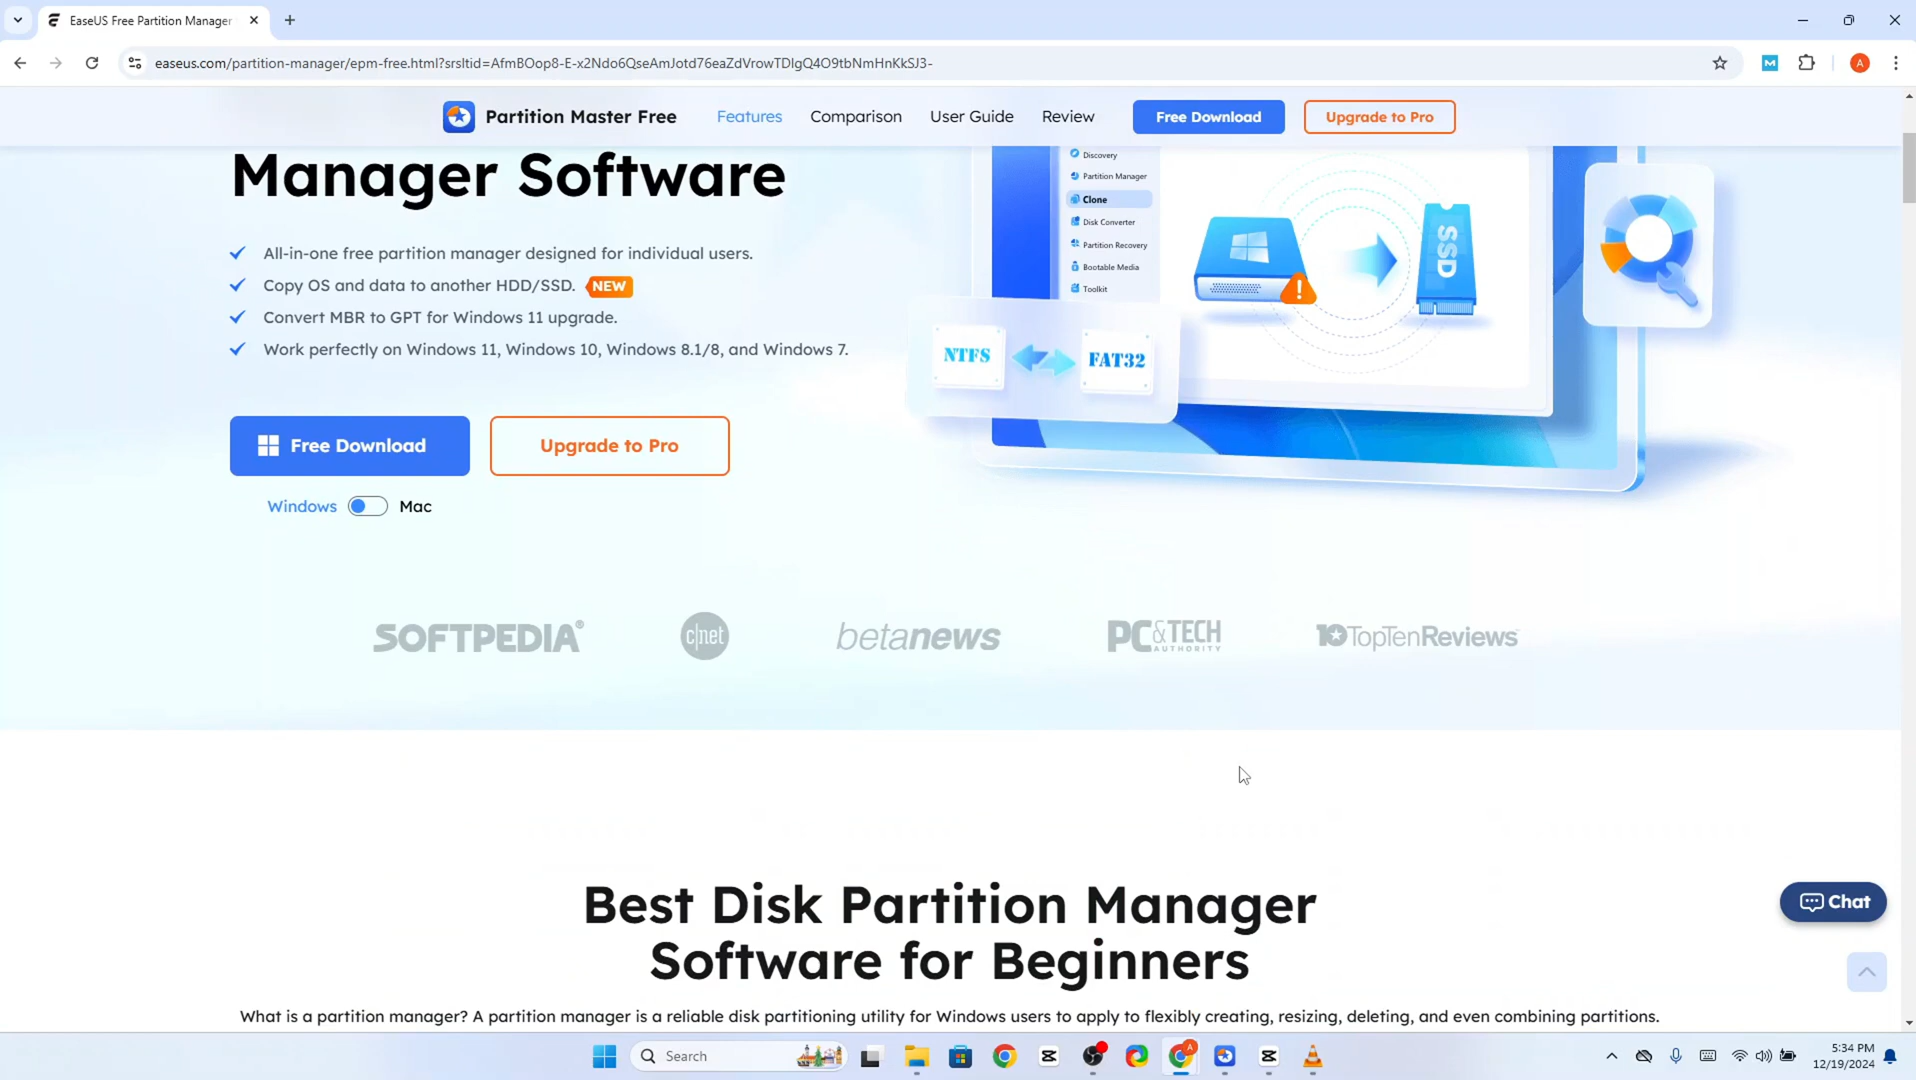 EaseUS Free Partition Manager
easeus.com/partition-manager/epm-free.html?srsltid=AfmBOop8-E-x2Ndo6QseAmJotd76eaZdVrowTDIgQ4O9tbNmHnKkSJ3-
A
Partition Master Free
Features
Comparison
User Guide
Review
Free Download
Upgrade to Pro
Manager Software
All-in-one free partition manager designed for individual users.
Copy OS and data to another HDD/SSD. NEW
Convert MBR to GPT for Windows 11 upgrade.
Work perfectly on Windows 11, Windows 10, Windows 8.1/8, and Windows 7.
Free Download
Upgrade to Pro
Windows
Mac
Discovery
Partition Manager
Clone
Disk Converter
Partition Recovery
Bootable Media
Toolkit
SSD
NTFS
FAT32
SOFTPEDIA®
c|net
betanews
PC & TECH
AUTHORITY
10 TopTenReviews
Best Disk Partition Manager
Software for Beginners
What is a partition manager? A partition manager is a reliable disk partitioning utility for Windows users to apply to flexibly creating, resizing, deleting, and even combining partitions.
Chat
Search
5:34 PM
12/19/2024